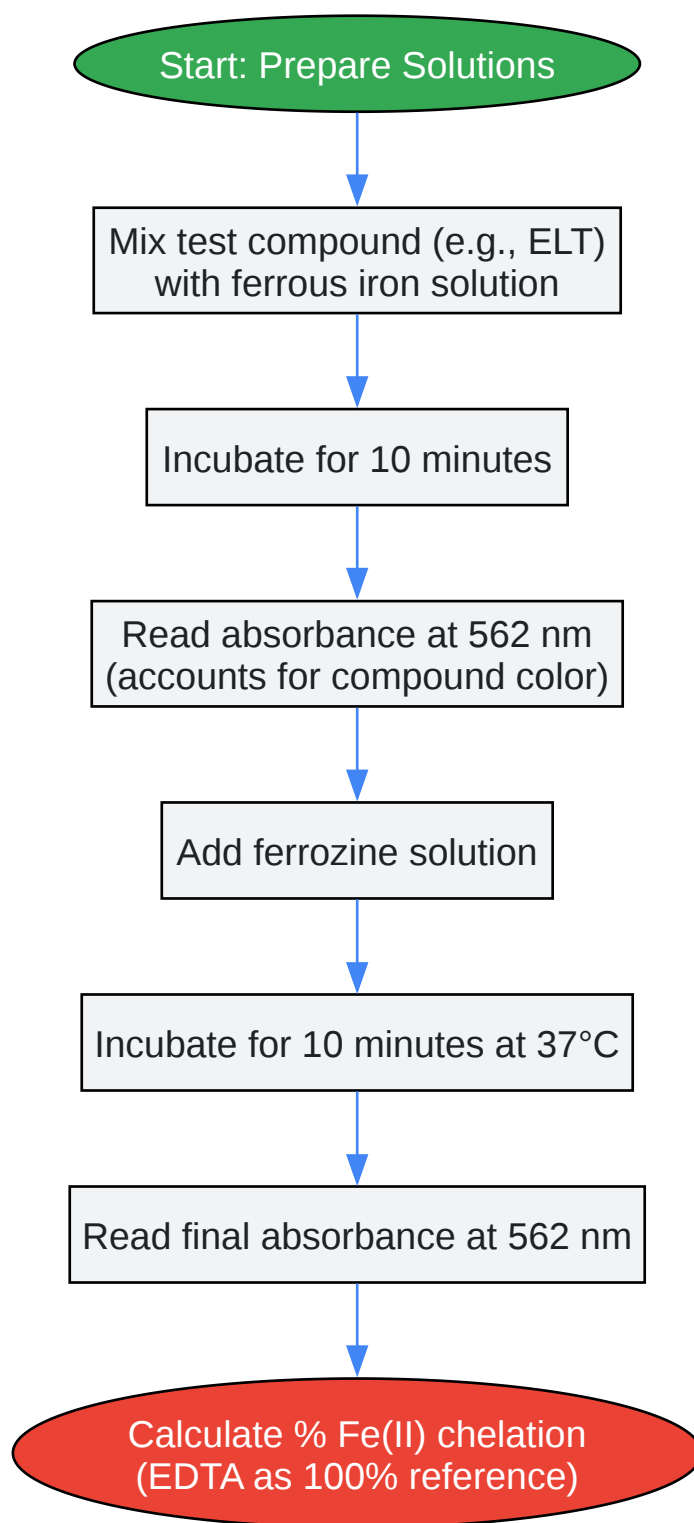 Start: Prepare Solutions
Mix test compound (e.g., ELT)
with ferrous iron solution
Incubate for 10 minutes
Read absorbance at 562 nm
(accounts for compound color)
Add ferrozine solution
Incubate for 10 minutes at 37°C
Read final absorbance at 562 nm
Calculate % Fe(II) chelation
(EDTA as 100% reference)